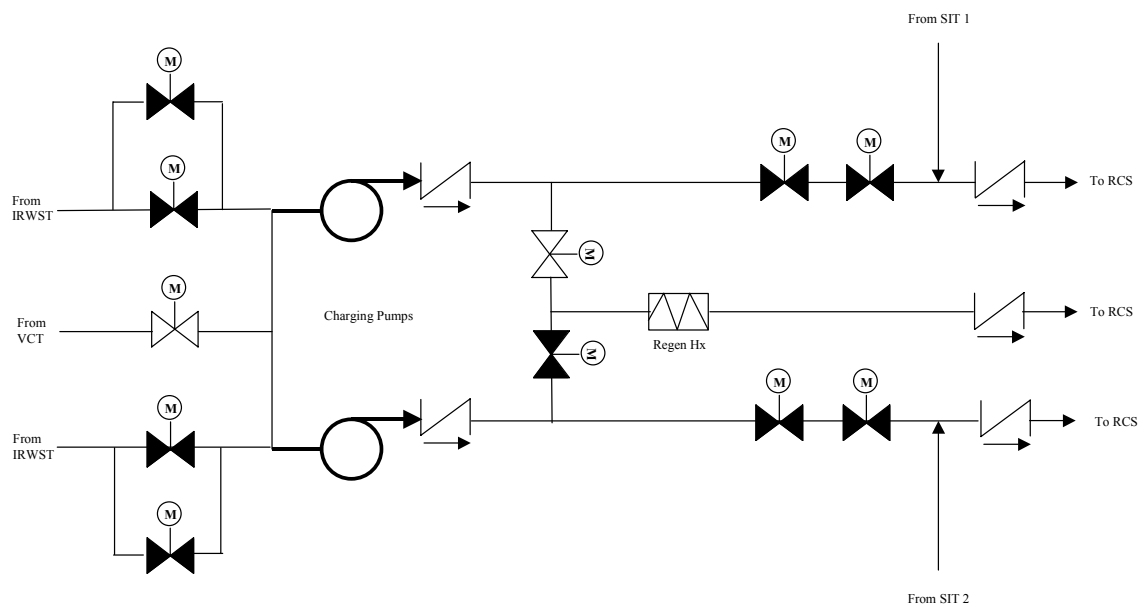 From SIT 1
M
M
M
M
To RCS
From
IRWST
M
M
M
From
VCT
Charging Pumps
To RCS
Regen Hx
M
M
M
M
From
IRWST
To RCS
M
From SIT 2